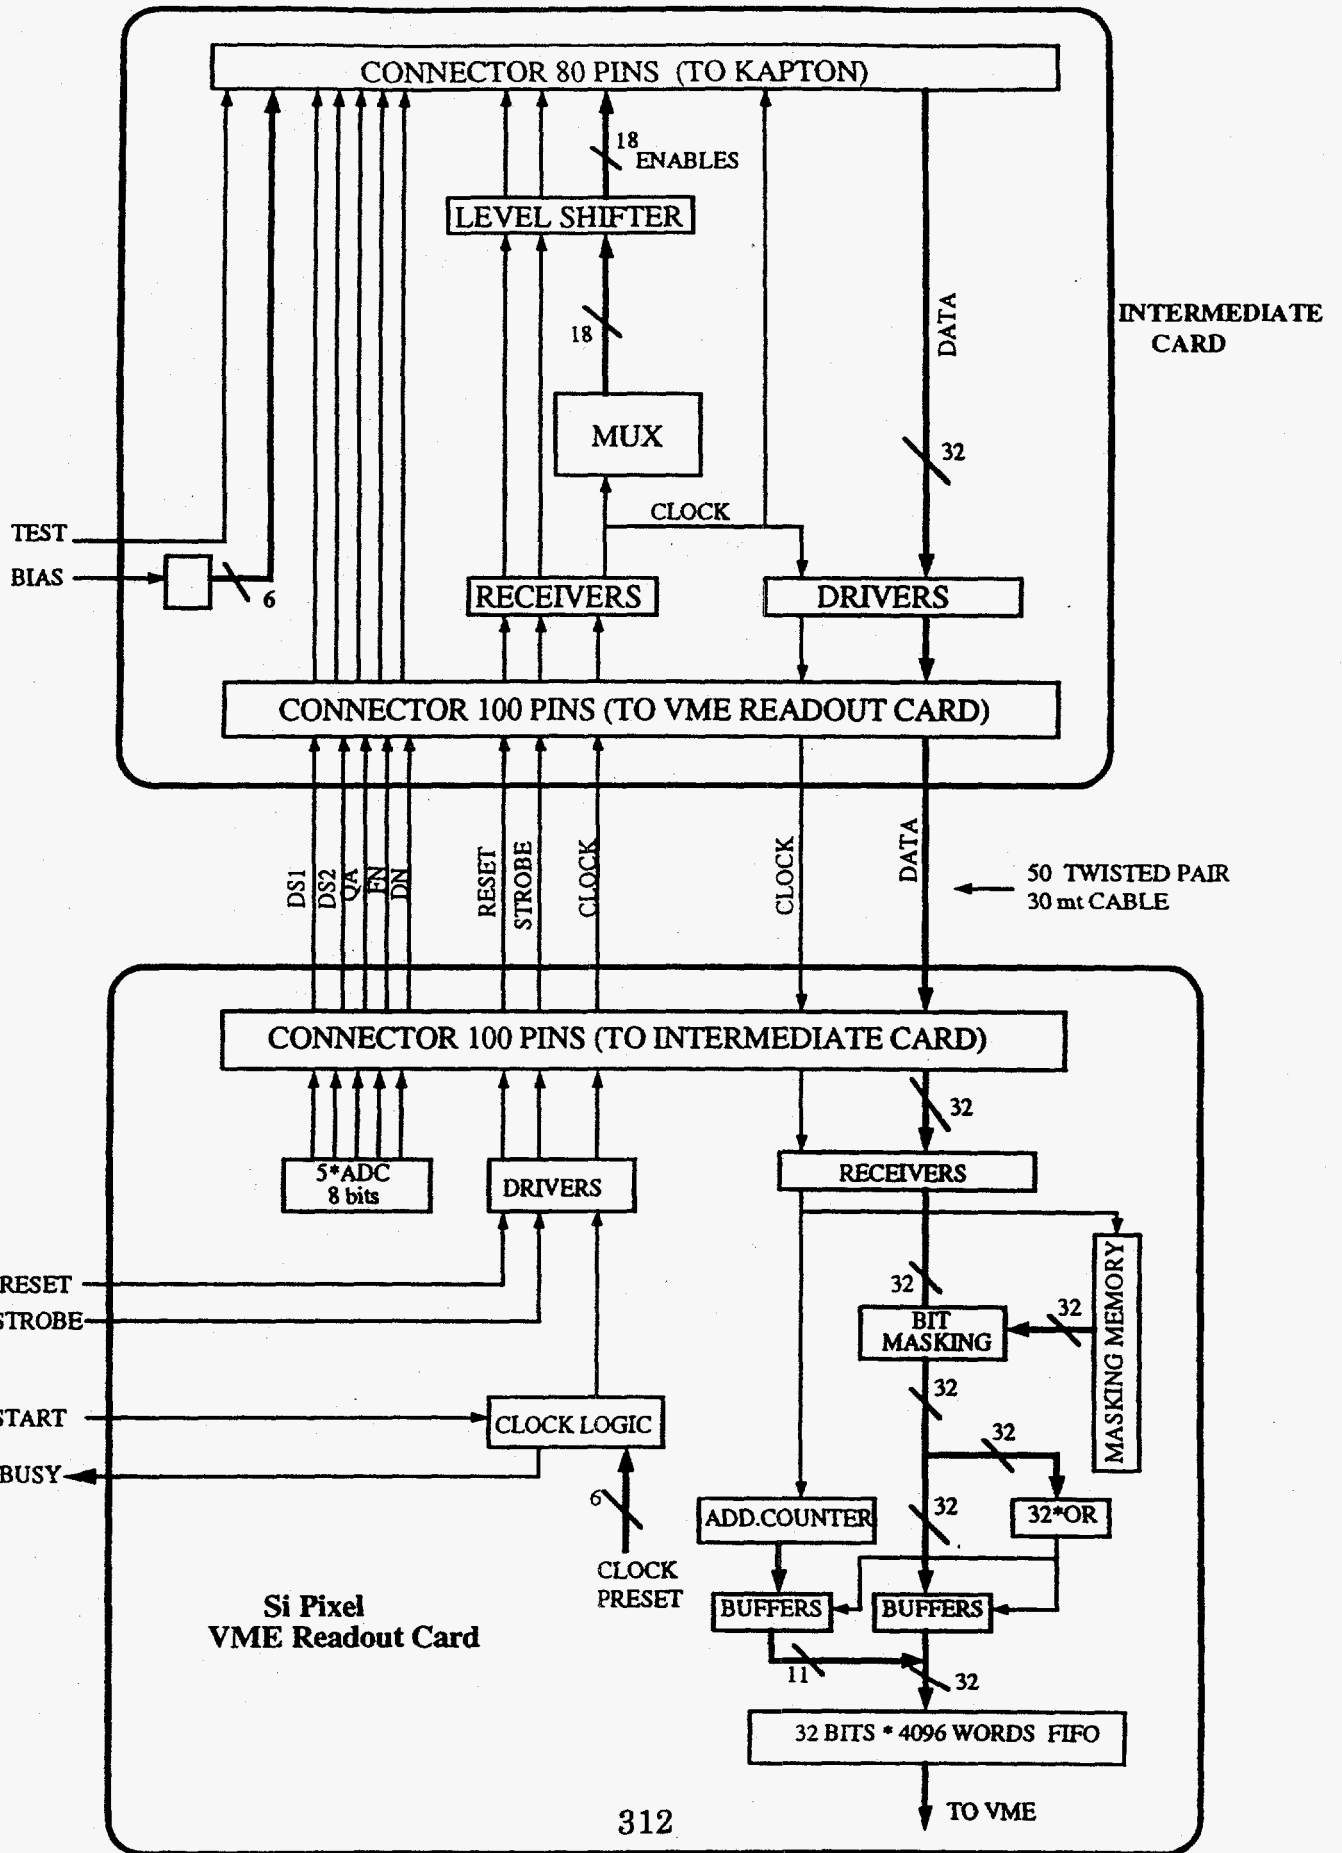 CONNECTOR 80 PINS (TO KAPTON)
18
ENABLES
LEVEL SHIFTER
18
DATA
INTERMEDIATE
CARD
MUX
32
CLOCK
TEST
BIAS
6
RECEIVERS
DRIVERS
CONNECTOR 100 PINS (TO VME READOUT CARD)
DS1
DS2
QA
FN
DN
RESET
STROBE
CLOCK
CLOCK
DATA
50 TWISTED PAIR
30 mt CABLE
CONNECTOR 100 PINS (TO INTERMEDIATE CARD)
32
5*ADC
8 bits
DRIVERS
RECEIVERS
RESET
STROBE
32
BIT
MASKING
32
MASKING MEMORY
32
START
CLOCK LOGIC
32
BUSY
6
ADD.COUNTER
32
32*OR
CLOCK
PRESET
BUFFERS
BUFFERS
Si Pixel
VME Readout Card
11
32
32 BITS * 4096 WORDS FIFO
TO VME
312